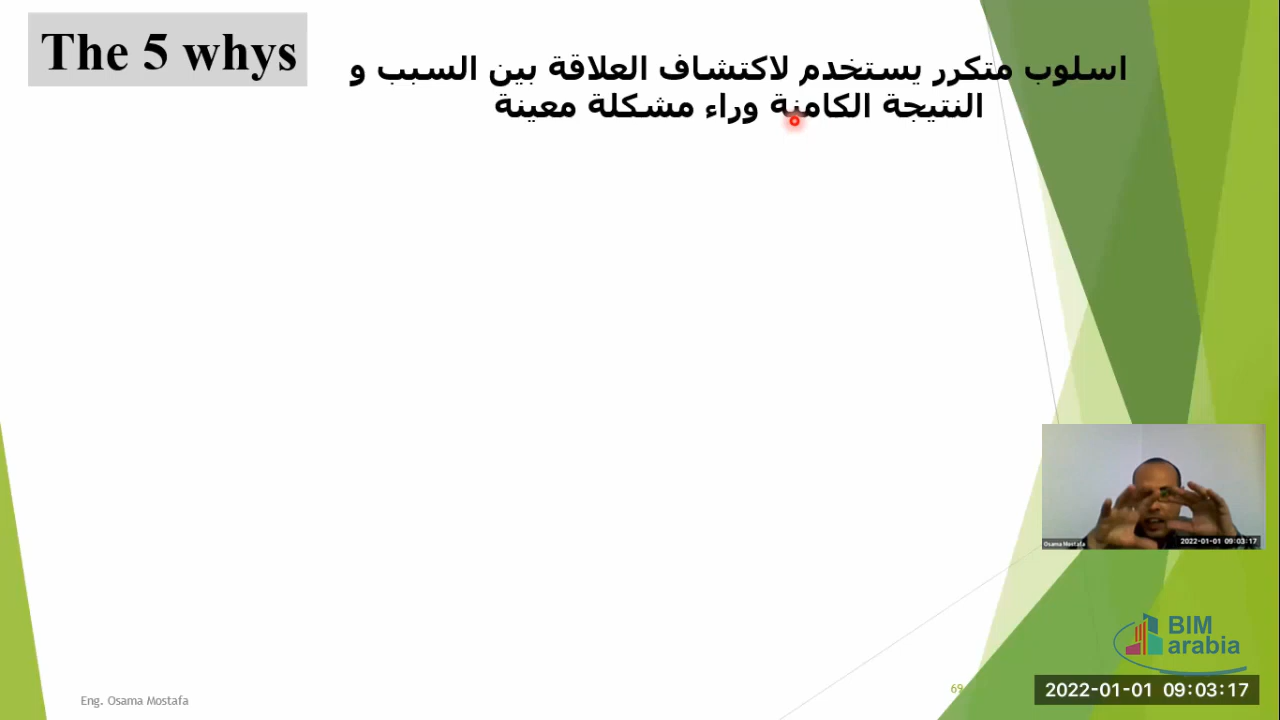 The 5 whys
اسلوب متكرر يستخدم لاكتشاف العلاقة بين السبب و
النتيجة الكامنة وراء مشكلة معينة
Osama Mostafa
2022-01-01 09:03:17
BIM
arabia
Eng. Osama Mostafa
69
2022-01-01 09:03:17